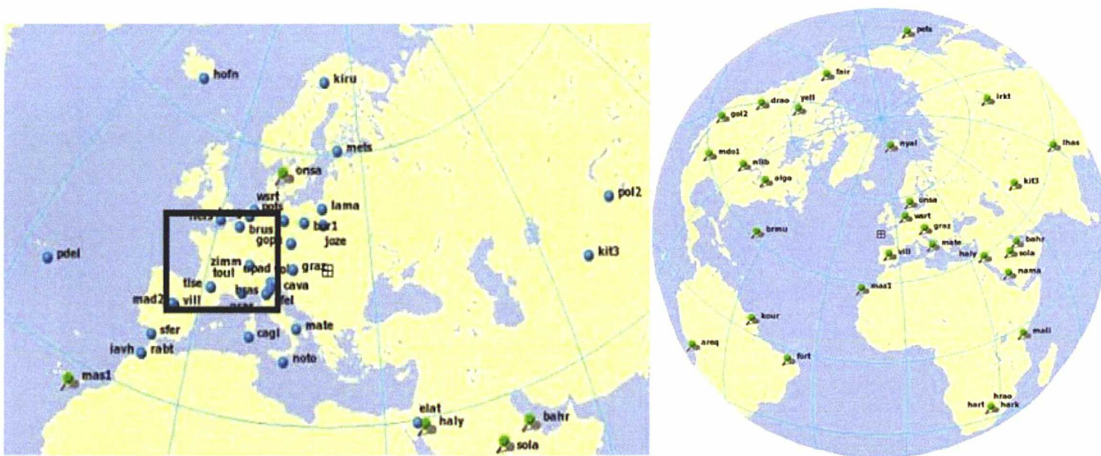 hofn
kiru
mets
onsa
wsrt
pol2
lama
brus
bor1
joze
gope
kit3
pdel
zimm
graz
toul
tlse
cava
mad2
vill
sfer
cagl
mate
iavh
rabt
noto
mas1
elat
haly
bahr
sola
pets
fair
drao
yell
irkt
gol2
lhas
mdo1
nlib
nyal
algo
kit3
onsa
wsrt
graz
brmu
mate
bahr
vill
haly
sola
nama
mas1
kour
areq
mali
fort
hrao
hart
hark